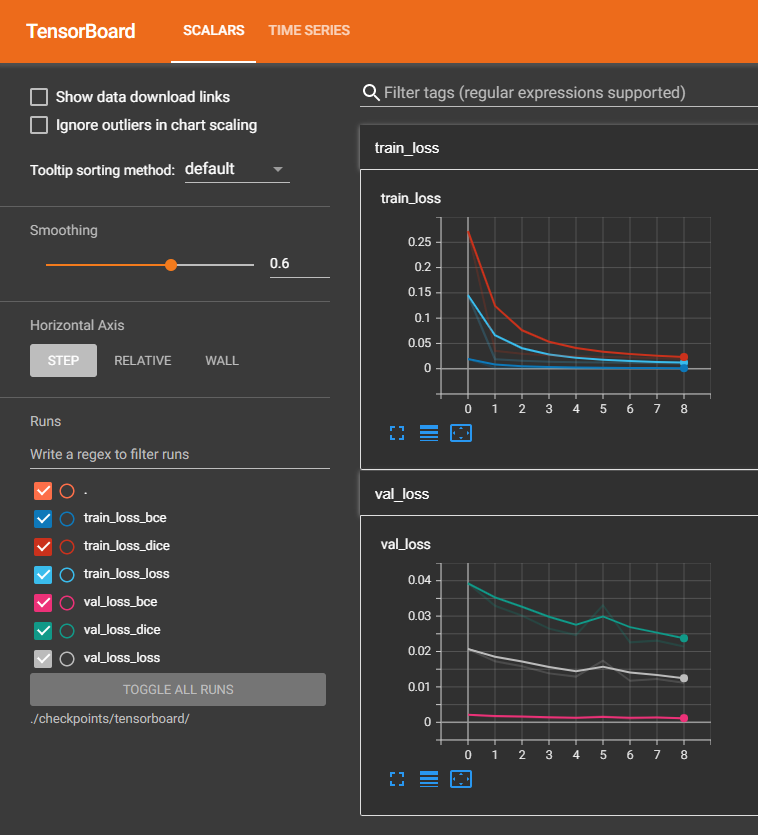 TensorBoard SCALARS TIME SERIES
Show data download links
Ignore outliers in chart scaling
Tooltip sorting method: default
Smoothing
0.6
Horizontal Axis
STEP RELATIVE WALL
Runs
Write a regex to filter runs
.
train_loss_bce
train_loss_dice
train_loss_loss
val_loss_bce
val_loss_dice
val_loss_loss
TOGGLE ALL RUNS
./checkpoints/tensorboard/
Filter tags (regular expressions supported)
train_loss
train_loss
0.25
0.2
0.15
0.1
0.05
0
0 1 2 3 4 5 6 7 8
val_loss
val_loss
0.04
0.03
0.02
0.01
0
0 1 2 3 4 5 6 7 8